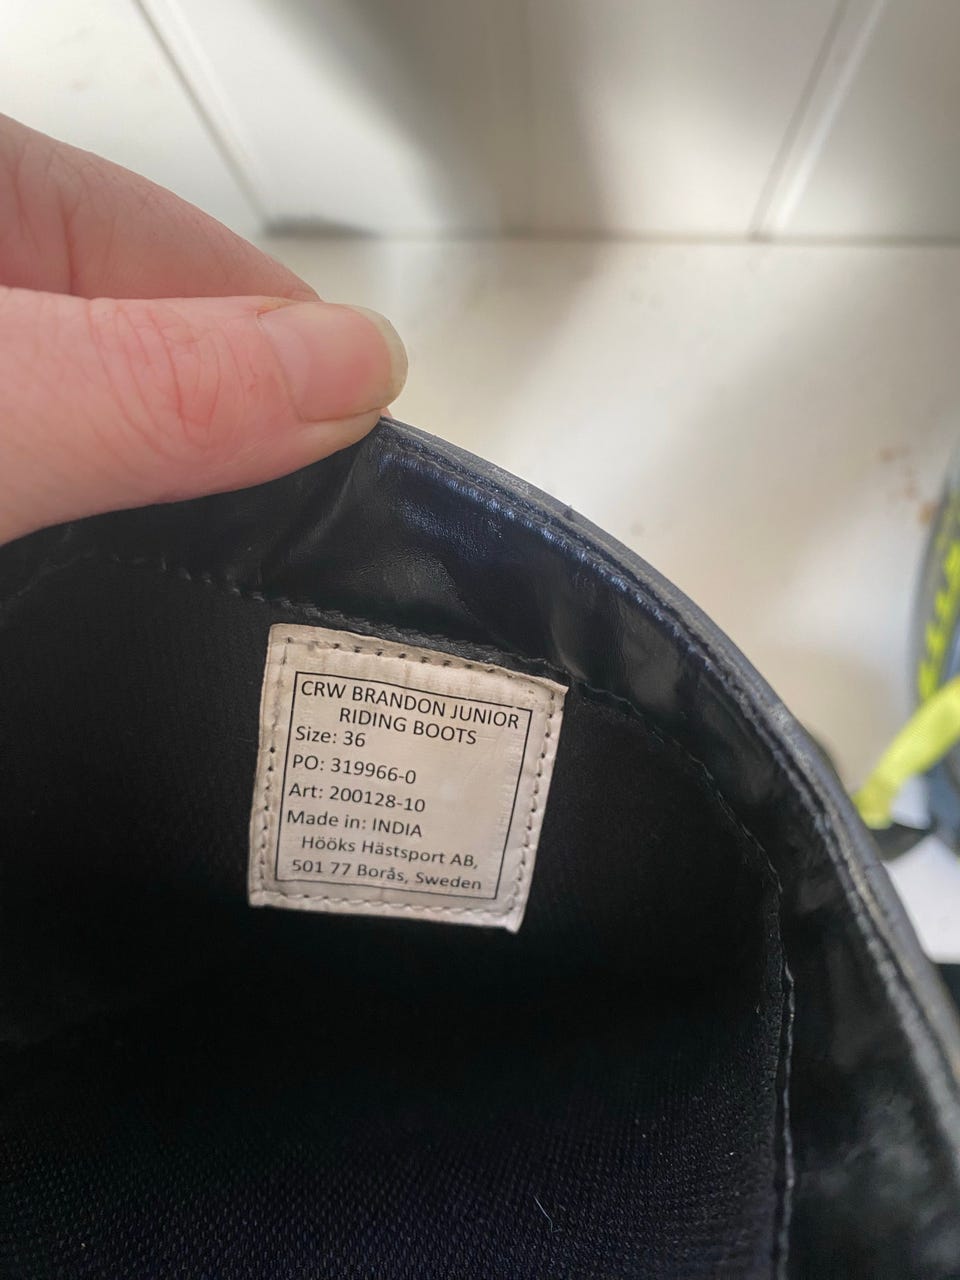 CRW BRANDON JUNIOR
RIDING BOOTS
Size: 36
PO: 319966-0
Art: 200128-10
Made in: INDIA
Hööks Hästsport AB,
501 77 Borås, Sweden